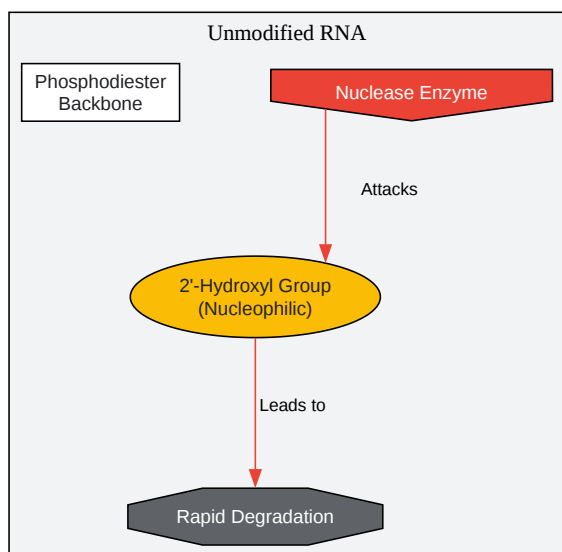 Unmodified RNA
Phosphodiester
Backbone
Nuclease Enzyme
Attacks
2'-Hydroxyl Group
(Nucleophilic)
Leads to
Rapid Degradation